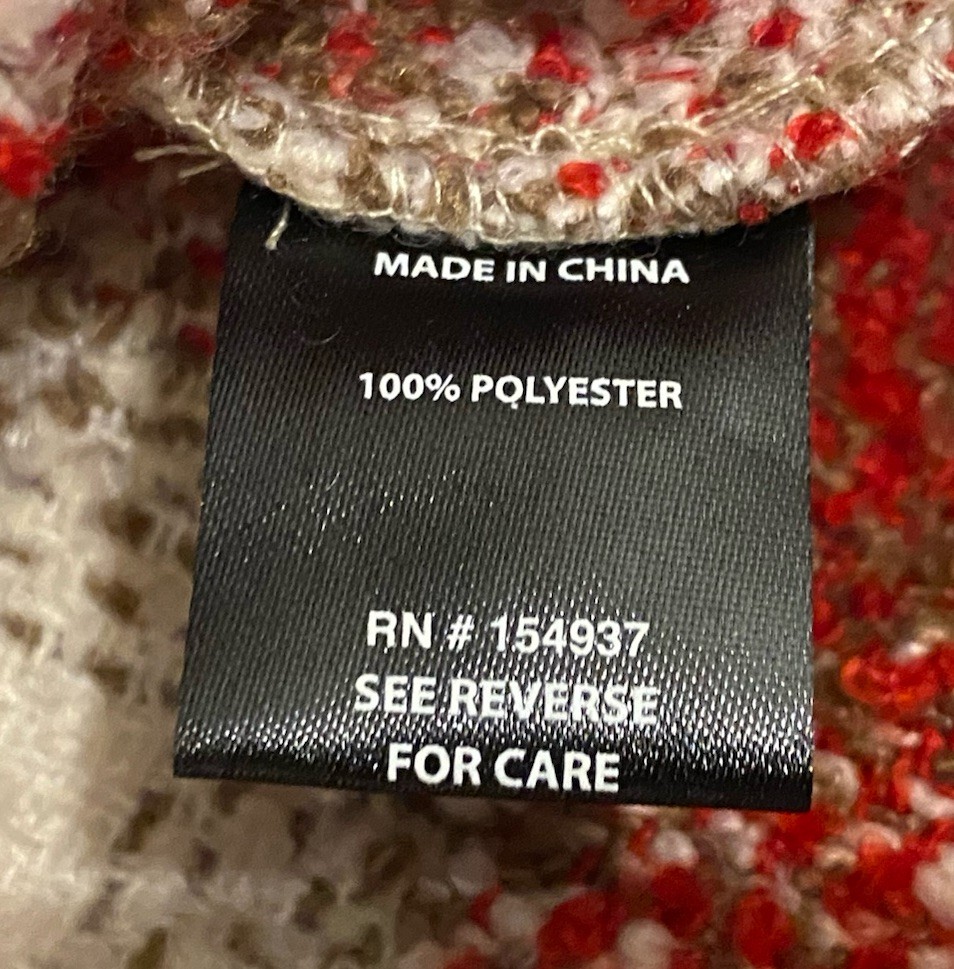 MADE IN CHINA
100% POLYESTER
RN # 154937
SEE REVERSE
FOR CARE